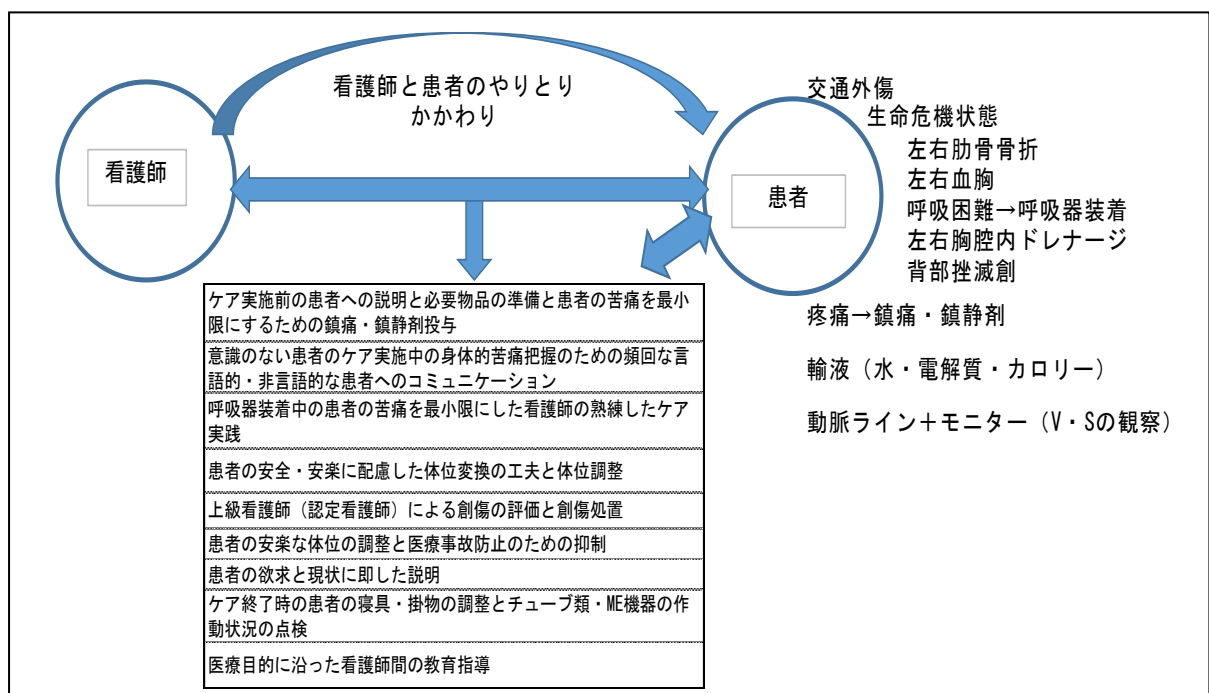 看護師と患者のやりとり
かかわり
看護師
患者
交通外傷
生命危機状態
左右肋骨骨折
左右血胸
呼吸困難→呼吸器装着
左右胸腔内ドレナージ
背部挫滅創
疼痛→鎮痛・鎮静剤
輸液（水・電解質・カロリー）
動脈ライン＋モニター（V・Sの観察）
ケア実施前の患者への説明と必要物品の準備と患者の苦痛を最小
限にするための鎮痛・鎮静剤投与
意識のない患者のケア実施中の身体的苦痛把握のための頻回な言
語的・非言語的な患者へのコミュニケーション
呼吸器装着中の患者の苦痛を最小限にした看護師の熟練したケア
実践
患者の安全・安楽に配慮した体位変換の工夫と体位調整
上級看護師（認定看護師）による創傷の評価と創傷処置
患者の安楽な体位の調整と医療事故防止のための抑制
患者の欲求と現状に即した説明
ケア終了時の患者の寝具・掛物の調整とチューブ類・ME機器の作
動状況の点検
医療目的に沿った看護師間の教育指導